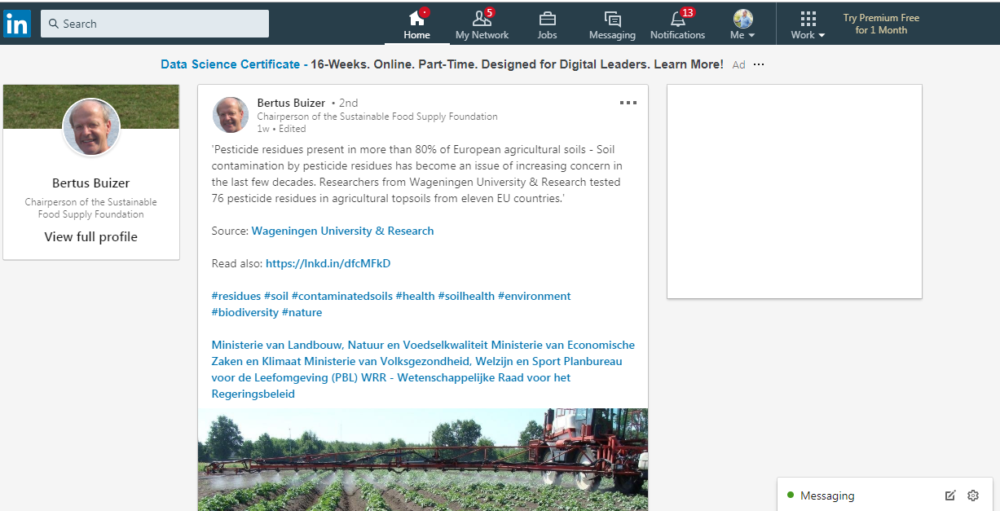 in
Search
5
13
Home
My Network
Jobs
Messaging
Notifications
Me
Work
Try Premium Free
for 1 Month
Data Science Certificate - 16-Weeks. Online. Part-Time. Designed for Digital Leaders. Learn More! Ad ···
Bertus Buizer
Chairperson of the Sustainable
Food Supply Foundation
View full profile
Bertus Buizer • 2nd
Chairperson of the Sustainable Food Supply Foundation
1w • Edited
'Pesticide residues present in more than 80% of European agricultural soils - Soil
contamination by pesticide residues has become an issue of increasing concern in
the last few decades. Researchers from Wageningen University & Research tested
76 pesticide residues in agricultural topsoils from eleven EU countries.'
Source: Wageningen University & Research
Read also: https://lnkd.in/dfcMFkD
#residues #soil #contaminatedsoils #health #soilhealth #environment
#biodiversity #nature
Ministerie van Landbouw, Natuur en Voedselkwaliteit Ministerie van Economische
Zaken en Klimaat Ministerie van Volksgezondheid, Welzijn en Sport Planbureau
voor de Leefomgeving (PBL) WRR - Wetenschappelijke Raad voor het
Regeringsbeleid
Messaging